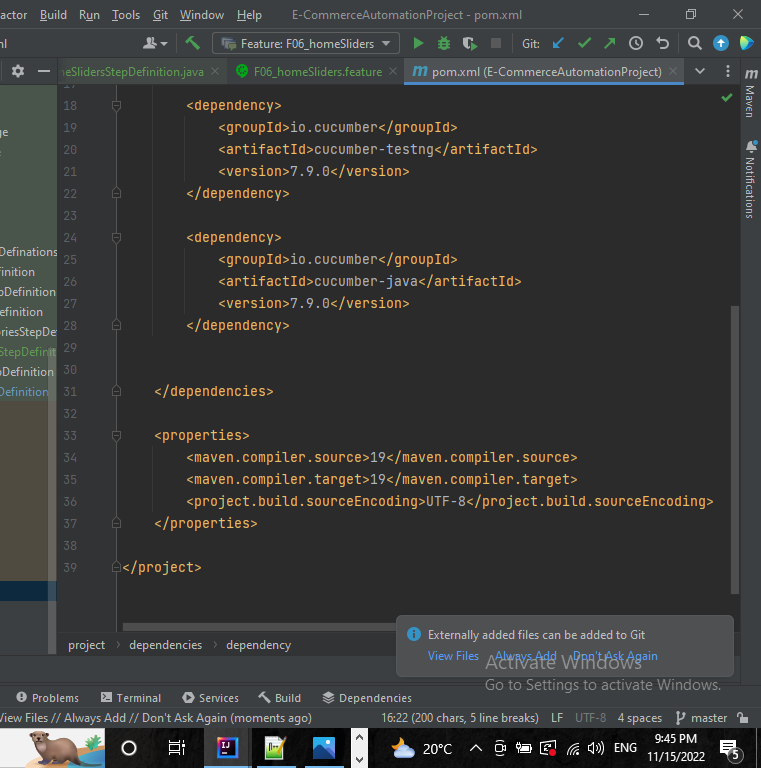 actor Build Run Tools Git Window Help E-CommerceAutomationProject - pom.xml
ml Feature: F06_homeSliders Git:
eSlidersStepDefinition.java F06_homeSliders.feature pom.xml (E-CommerceAutomationProject)
17
18 <dependency>
19 <groupId>io.cucumber</groupId>
20 <artifactId>cucumber-testng</artifactId>
21 <version>7.9.0</version>
22 </dependency>
23
24 <dependency>
25 <groupId>io.cucumber</groupId>
26 <artifactId>cucumber-java</artifactId>
27 <version>7.9.0</version>
28 </dependency>
29
30
31 </dependencies>
32
33 <properties>
34 <maven.compiler.source>19</maven.compiler.source>
35 <maven.compiler.target>19</maven.compiler.target>
36 <project.build.sourceEncoding>UTF-8</project.build.sourceEncoding>
37 </properties>
38
39 </project>
ge
Definations
finition
pDefinition
efinition
riesStepDe
StepDefinit
pDefinition
Definition
m
Maven
Notifications
Externally added files can be added to Git
View Files Always Add Don't Ask Again
project dependencies dependency
Activate Windows
Go to Settings to activate Windows.
Problems Terminal Services Build Dependencies
View Files // Always Add // Don't Ask Again (moments ago) 16:22 (200 chars, 5 line breaks) LF UTF-8 4 spaces master
20°C ENG 9:45 PM
11/15/2022 5